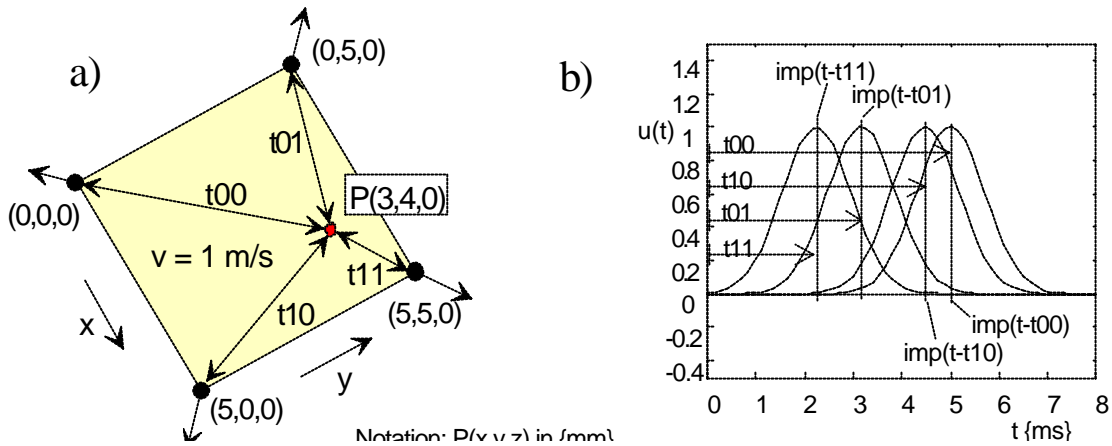 a)
(0,5,0)
t01
t00
P(3,4,0)
(0,0,0)
v = 1 m/s
t11
t10
(5,5,0)
x
y
(5,0,0)
Notation: P(x,y,z) in {mm}
b)
1.4
1.2
1
0.8
0.6
0.4
0.2
0
-0.2
-0.4
u(t)
imp(t-t11)
imp(t-t01)
t00
t10
t01
t11
imp(t-t00)
imp(t-t10)
0 1 2 3 4 5 6 7 8
t {ms}